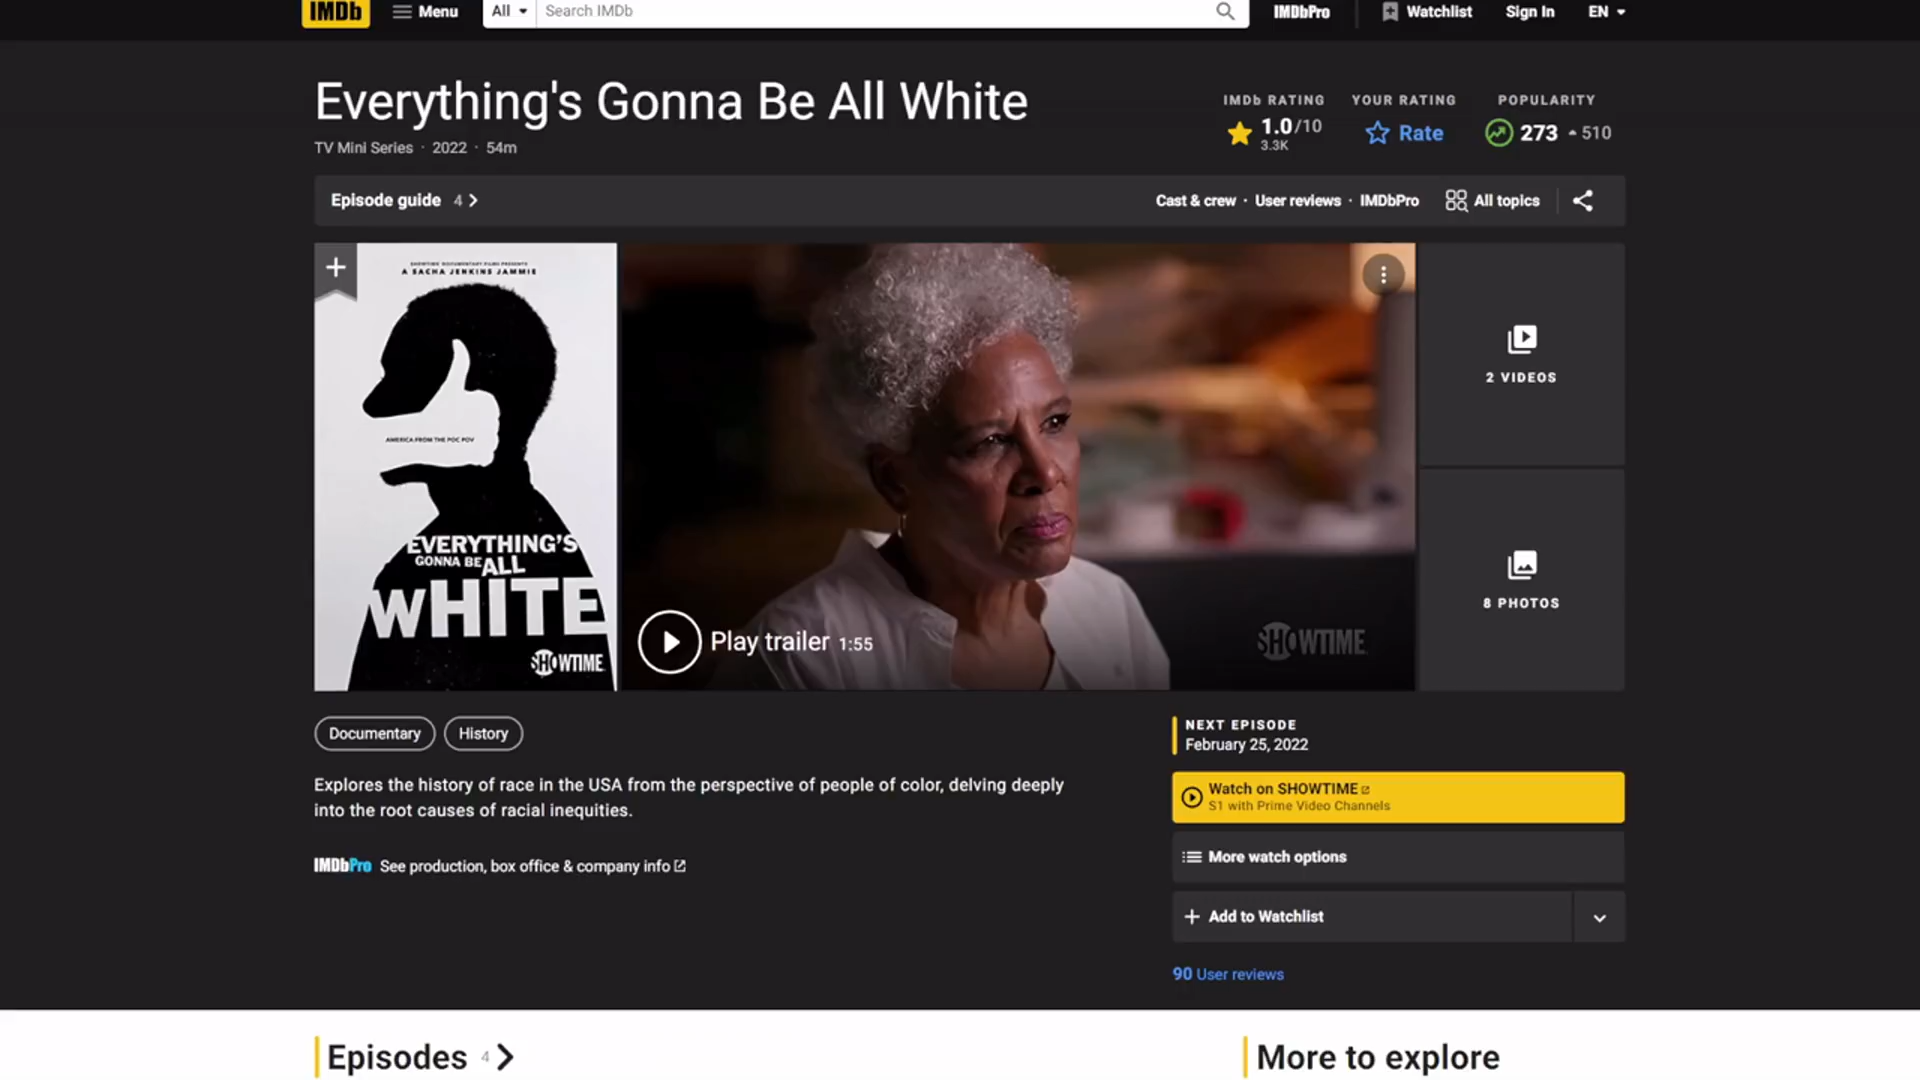 IMDb
Menu
All
Search IMDb
IMDbPro
Watchlist
Sign In
EN
Everything's Gonna Be All White
TV Mini Series · 2022 · 54m
IMDb RATING
1.0/10
3.3K
YOUR RATING
Rate
POPULARITY
273
510
Episode guide 4
Cast & crew · User reviews · IMDbPro
All topics
SHOWTIME DOCUMENTARY FILMS PRESENTS
A SACHA JENKINS JAMMIE
AMERICA FROM THE POC POV
EVERYTHING'S
GONNA BE ALL
WHITE
SHOWTIME
Play trailer 1:55
SHOWTIME
2 VIDEOS
8 PHOTOS
Documentary
History
Explores the history of race in the USA from the perspective of people of color, delving deeply
into the root causes of racial inequities.
IMDbPro See production, box office & company info
NEXT EPISODE
February 25, 2022
Watch on SHOWTIME
S1 with Prime Video Channels
More watch options
Add to Watchlist
90 User reviews
Episodes 4
More to explore